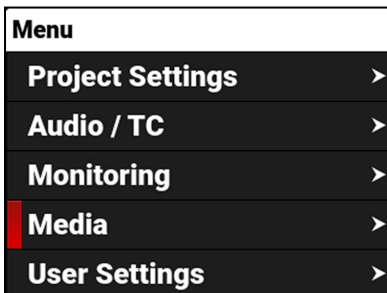 Menu
Project Settings
Audio / TC
Monitoring
Media
User Settings